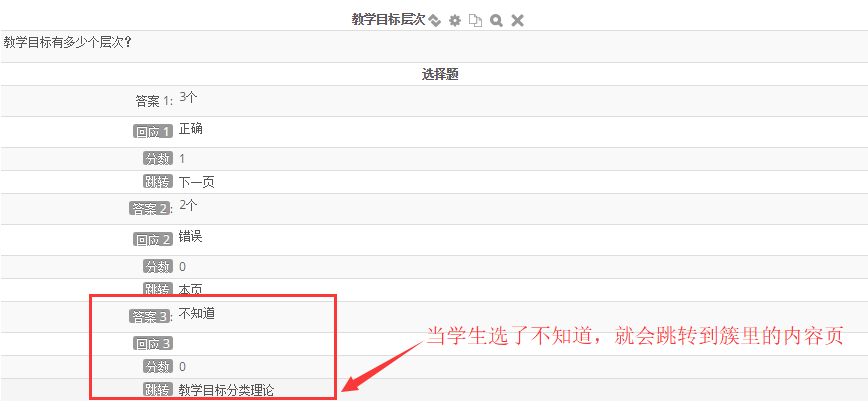 教学目标层次
教学目标有多少个层次?
选择题
答案 1: 3个
回应 1 正确
分数 1
跳转 下一页
答案 2: 2个
回应 2 错误
分数 0
跳转 本页
答案 3: 不知道
回应 3
分数 0
跳转 教学目标分类理论
当学生选了不知道，就会跳转到簇里的内容页